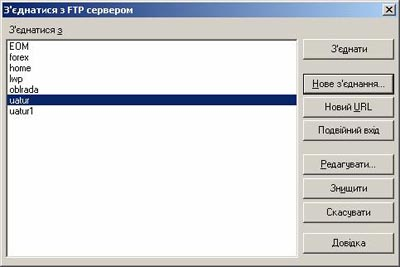 З'єднатися з FTP сервером
З'єднатися з
EOM
forex
home
lwp
oblrada
uatur
uatur1
З'єднати
Нове з'єднання...
Новий URL
Подвійний вхід
Редагувати...
Знищити
Скасувати
Довідка